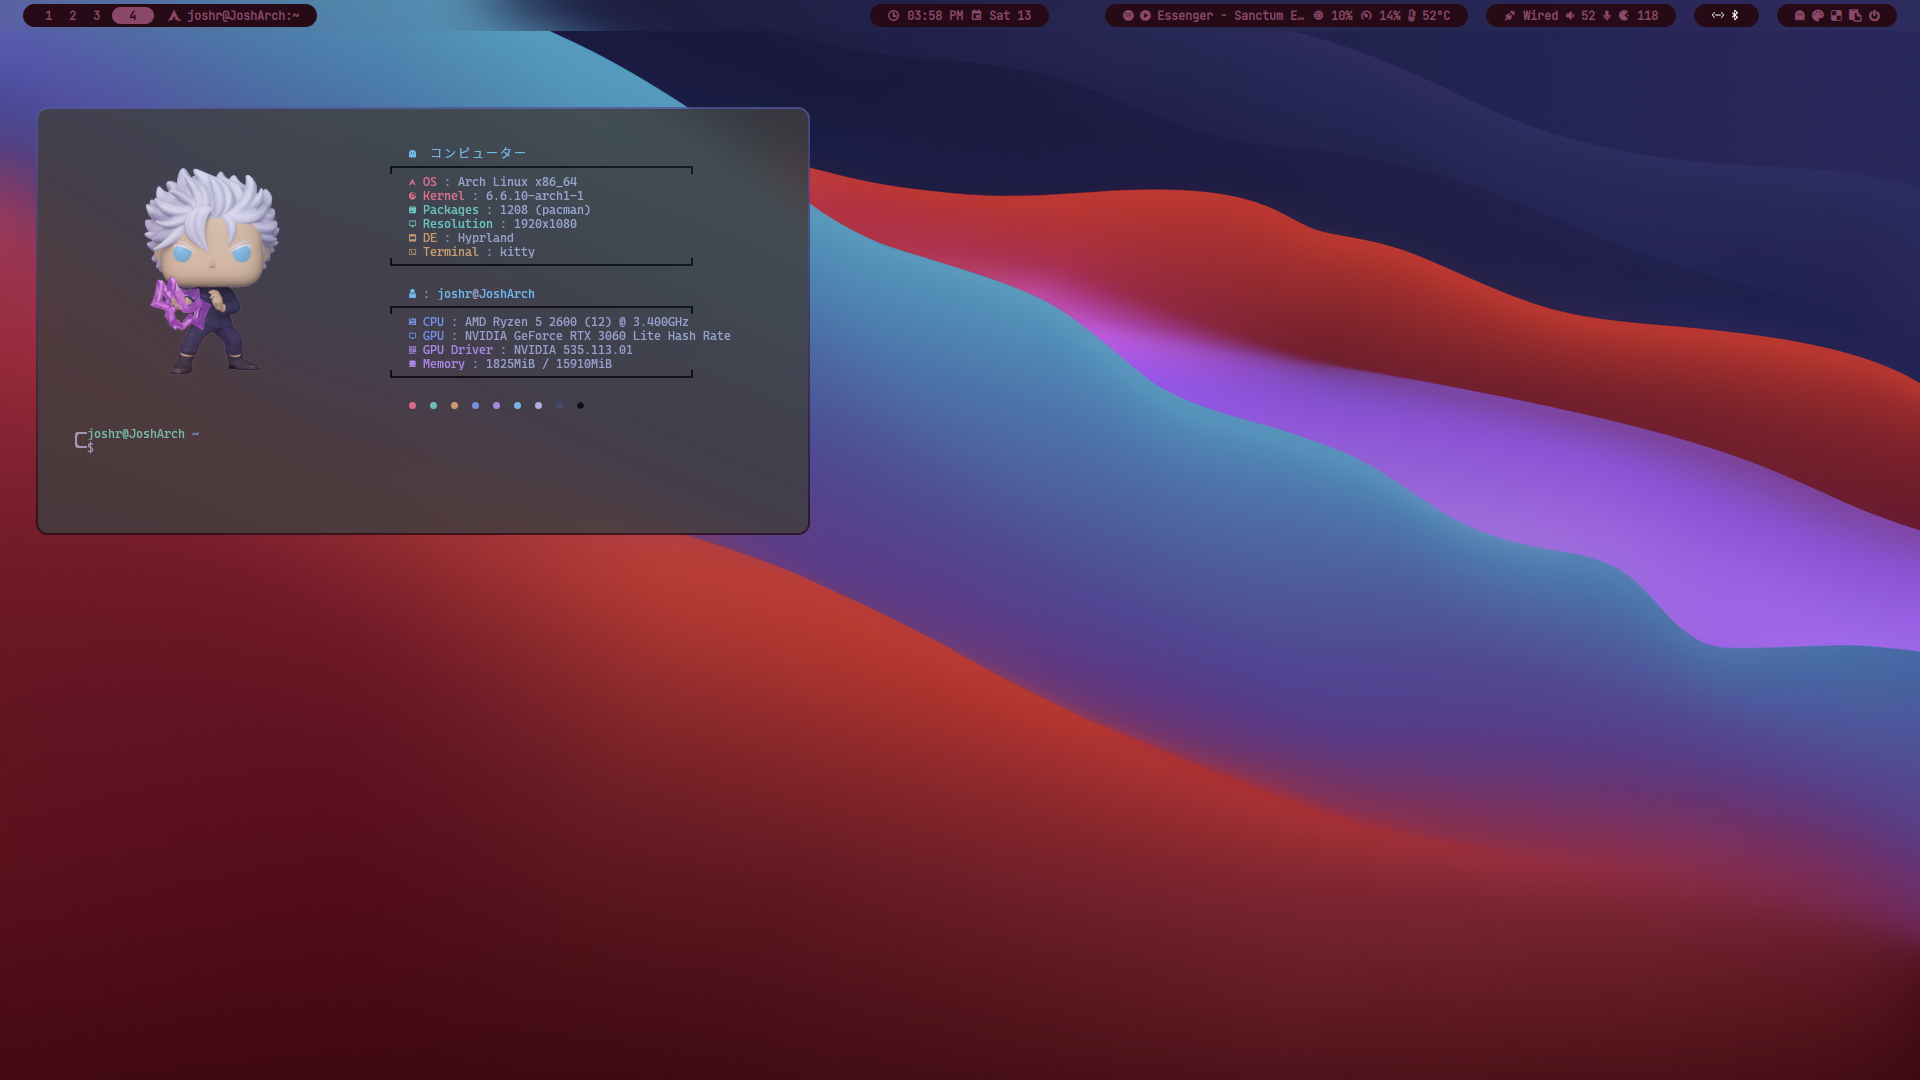 1 2 3 4 joshr@JoshArch:~
03:58 PM Sat 13
Essenger - Sanctum E… 10% 14% 52°C
Wired 52 118
コンピューター
OS : Arch Linux x86_64
Kernel : 6.6.10-arch1-1
Packages : 1208 (pacman)
Resolution : 1920x1080
DE : Hyprland
Terminal : kitty
: joshr@JoshArch
CPU : AMD Ryzen 5 2600 (12) @ 3.400GHz
GPU : NVIDIA GeForce RTX 3060 Lite Hash Rate
GPU Driver : NVIDIA 535.113.01
Memory : 1825MiB / 15910MiB
joshr@JoshArch ~
$